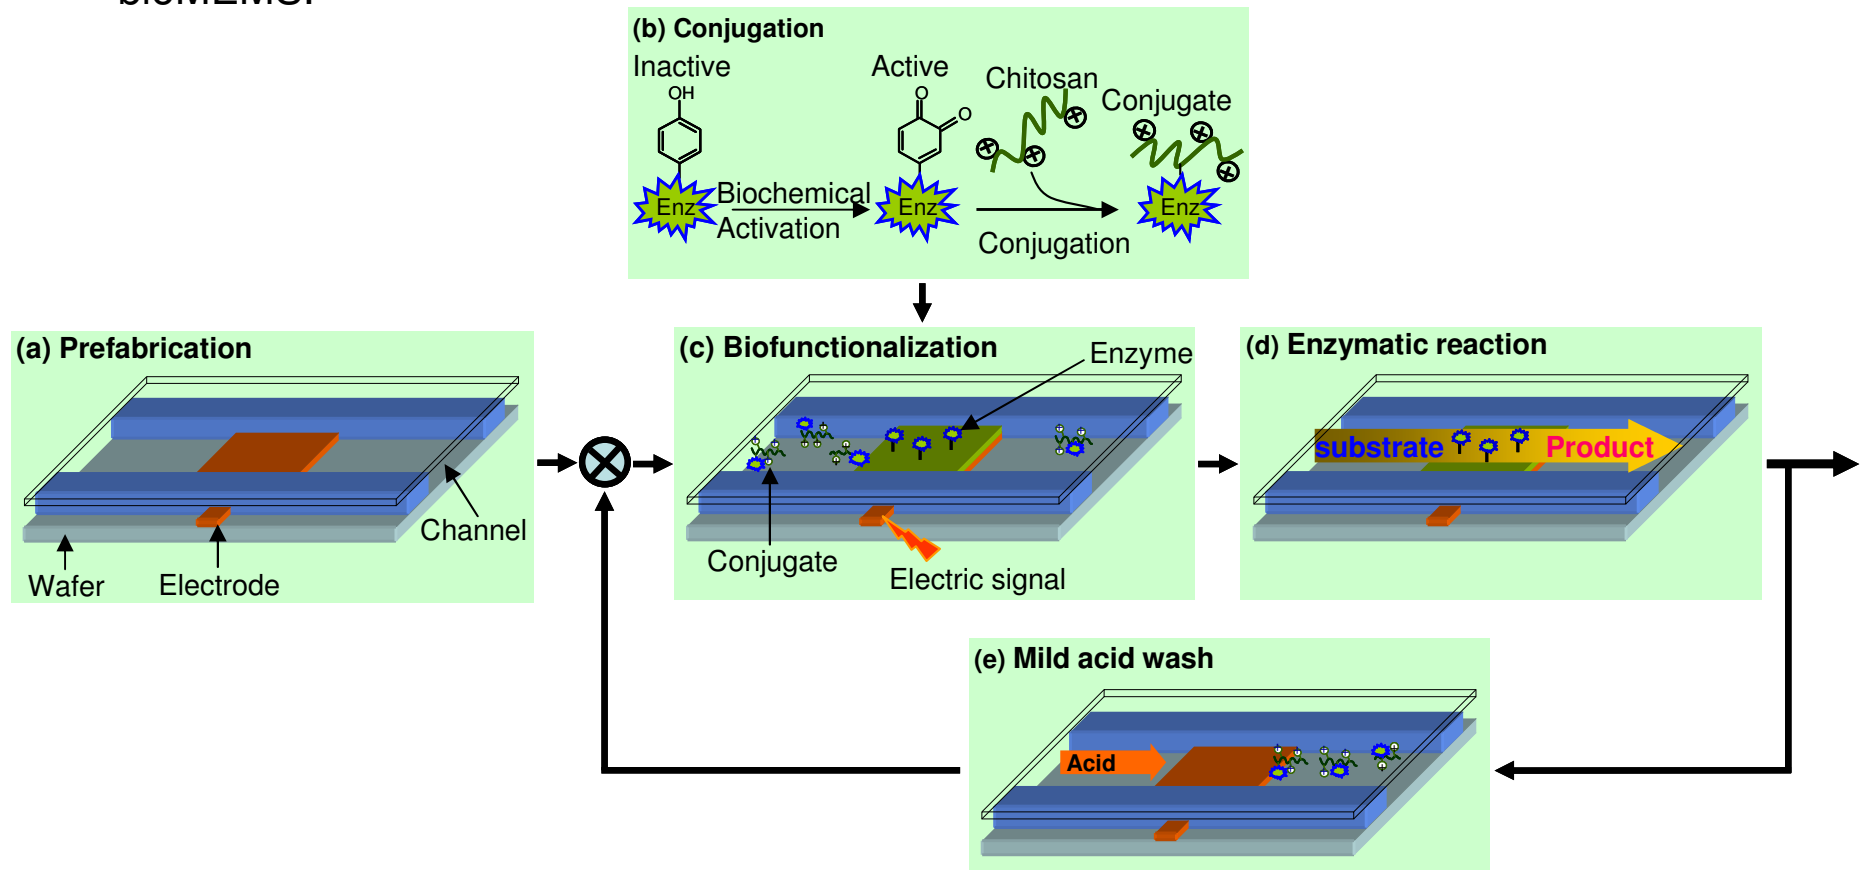 bioMEMS.
(b) Conjugation
Inactive
Active
Chitosan
Conjugate
OH
O
O
Enz
Biochemical
Activation
Enz
Conjugation
Enz
(a) Prefabrication
Channel
Wafer
Electrode
(c) Biofunctionalization
Enzyme
Conjugate
Electric signal
(d) Enzymatic reaction
substrate
Product
(e) Mild acid wash
Acid